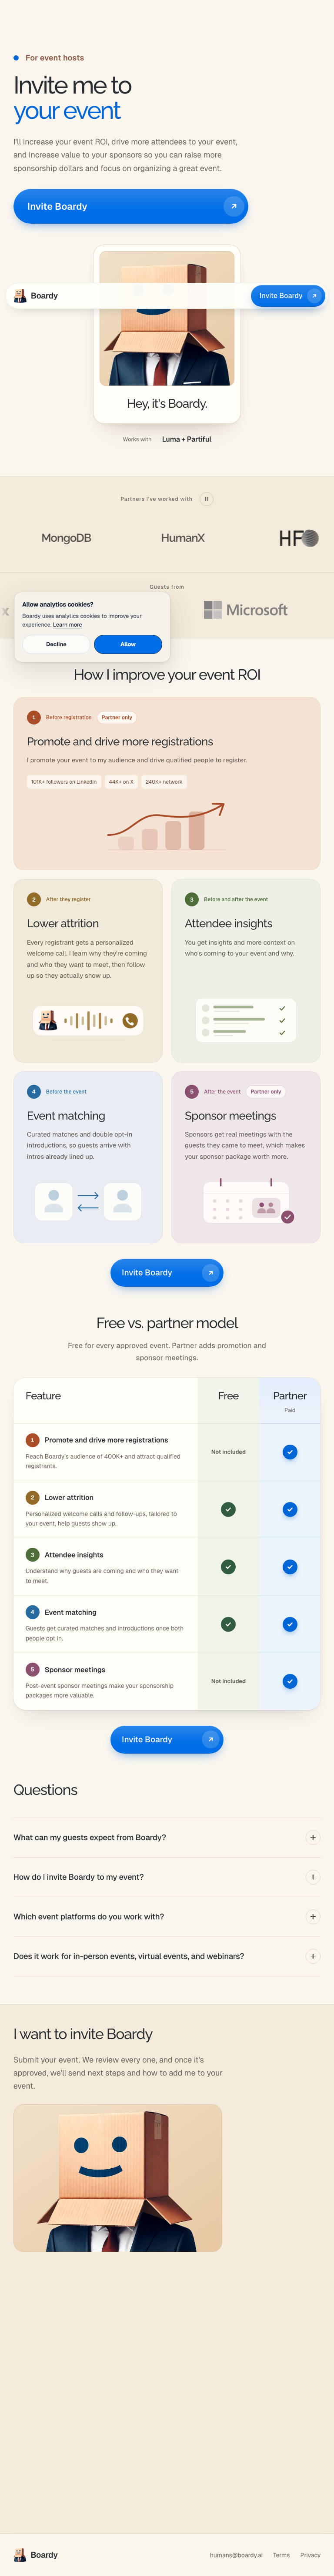 For event hosts
Invite me to
your event
I'll increase your event ROI, drive more attendees to your event,
and increase value to your sponsors so you can raise more
sponsorship dollars and focus on organizing a great event.
Invite Boardy
Boardy
Invite Boardy
Hey, it's Boardy.
Works with Luma + Partiful
Partners I've worked with
MongoDB
HumanX
HF
Guests from
Microsoft
Allow analytics cookies?
Boardy uses analytics cookies to improve your
experience. Learn more
Decline
Allow
How I improve your event ROI
1 Before registration Partner only
Promote and drive more registrations
I promote your event to my audience and drive qualified people to register.
101K+ followers on LinkedIn
44K+ on X
240K+ network
2 After they register
Lower attrition
Every registrant gets a personalized
welcome call. I learn why they're coming
and who they want to meet, then follow
up so they actually show up.
3 Before and after the event
Attendee insights
You get insights and more context on
who's coming to your event and why.
4 Before the event
Event matching
Curated matches and double opt-in
introductions, so guests arrive with
intros already lined up.
5 After the event Partner only
Sponsor meetings
Sponsors get real meetings with the
guests they came to meet, which makes
your sponsor package worth more.
Invite Boardy
Free vs. partner model
Free for every approved event. Partner adds promotion and
sponsor meetings.
Feature
Free
Partner
Paid
1 Promote and drive more registrations
Reach Boardy's audience of 400K+ and attract qualified
registrants.
Not included
2 Lower attrition
Personalized welcome calls and follow-ups, tailored to
your event, help guests show up.
3 Attendee insights
Understand why guests are coming and who they want
to meet.
4 Event matching
Guests get curated matches and introductions once both
people opt in.
5 Sponsor meetings
Post-event sponsor meetings make your sponsorship
packages more valuable.
Not included
Invite Boardy
Questions
What can my guests expect from Boardy?
How do I invite Boardy to my event?
Which event platforms do you work with?
Does it work for in-person events, virtual events, and webinars?
I want to invite Boardy
Submit your event. We review every one, and once it's
approved, we'll send next steps and how to add me to your
event.
Boardy
humans@boardy.ai
Terms
Privacy